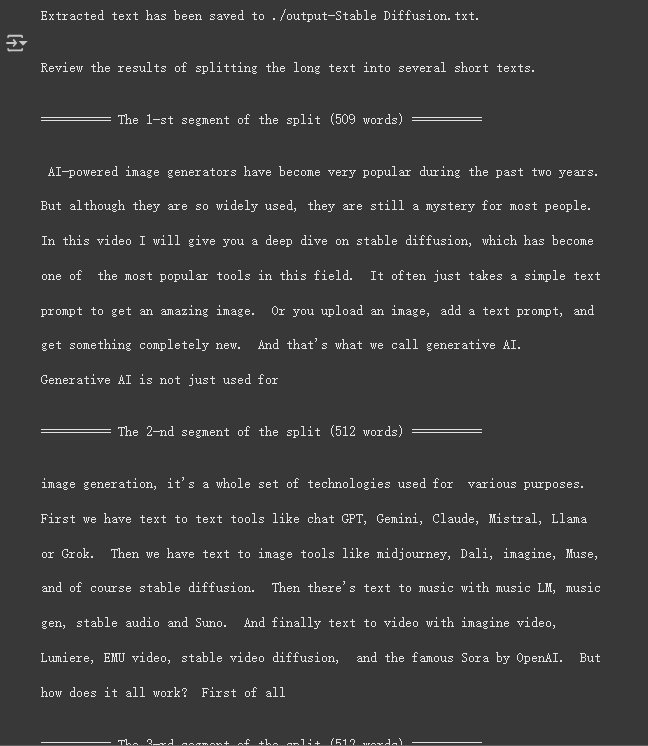 Extracted text has been saved to ./output-Stable Diffusion.txt.
Review the results of splitting the long text into several short texts.
══════════ The 1-st segment of the split (509 words) ══════════
AI-powered image generators have become very popular during the past two years.
But although they are so widely used, they are still a mystery for most people.
In this video I will give you a deep dive on stable diffusion, which has become
one of  the most popular tools in this field.  It often just takes a simple text
prompt to get an amazing image.  Or you upload an image, add a text prompt, and
get something completely new.  And that's what we call generative AI.
Generative AI is not just used for
══════════ The 2-nd segment of the split (512 words) ══════════
image generation, it's a whole set of technologies used for  various purposes.
First we have text to text tools like chat GPT, Gemini, Claude, Mistral, Llama
or Grok.  Then we have text to image tools like midjourney, Dali, imagine, Muse,
and of course stable diffusion.  Then there's text to music with music LM, music
gen, stable audio and Suno.  And finally text to video with imagine video,
Lumiere, EMU video, stable video diffusion,  and the famous Sora by OpenAI.  But
how does it all work?  First of all
══════════ The 3-rd segment of the split (512 words) ══════════